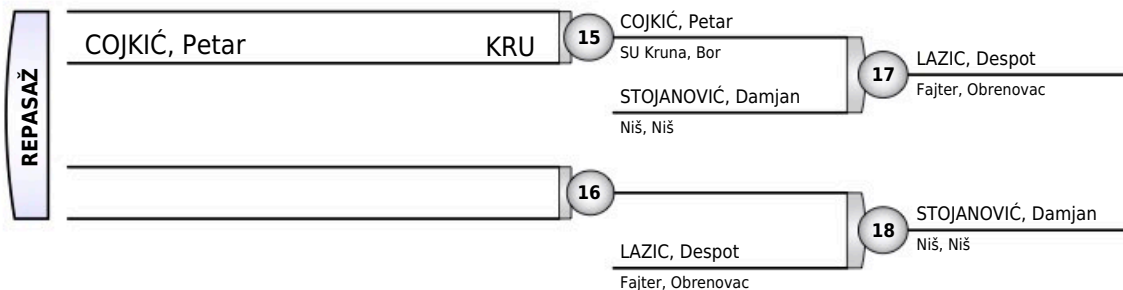 REPASAŽ
COJKIĆ, Petar KRU
15
COJKIĆ, Petar
SU Kruna, Bor
STOJANOVIĆ, Damjan
Niš, Niš
17
LAZIC, Despot
Fajter, Obrenovac
16
LAZIC, Despot
Fajter, Obrenovac
18
STOJANOVIĆ, Damjan
Niš, Niš